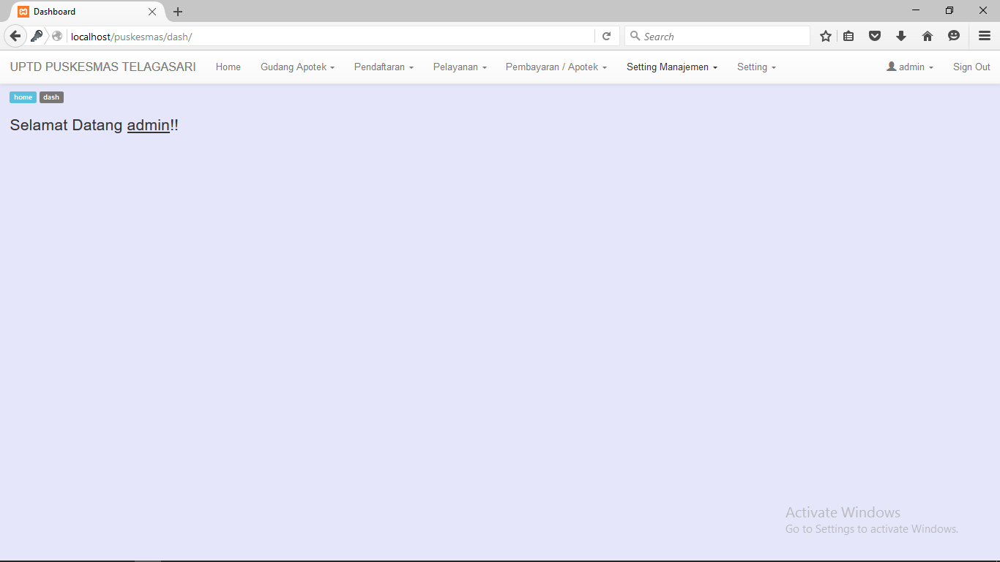 Dashboard
localhost/puskesmas/dash/
Search
UPTD PUSKESMAS TELAGASARI Home Gudang Apotek Pendaftaran Pelayanan Pembayaran / Apotek Setting Manajemen Setting admin Sign Out
home dash
Selamat Datang admin!!
Activate Windows
Go to Settings to activate Windows.